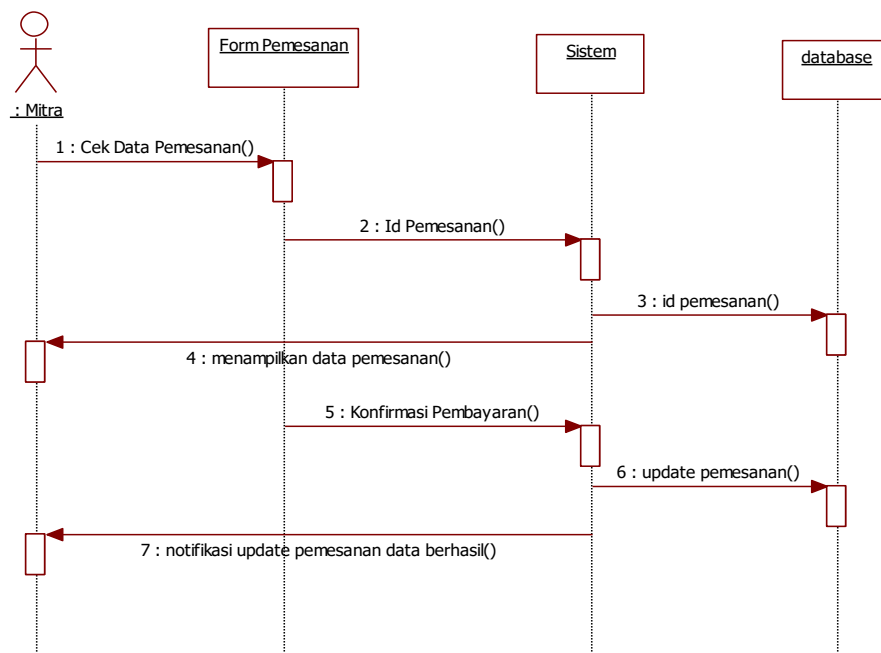 Form Pemesanan
Sistem
database
: Mitra
1 : Cek Data Pemesanan()
2 : Id Pemesanan()
3 : id pemesanan()
4 : menampilkan data pemesanan()
5 : Konfirmasi Pembayaran()
6 : update pemesanan()
7 : notifikasi update pemesanan data berhasil()